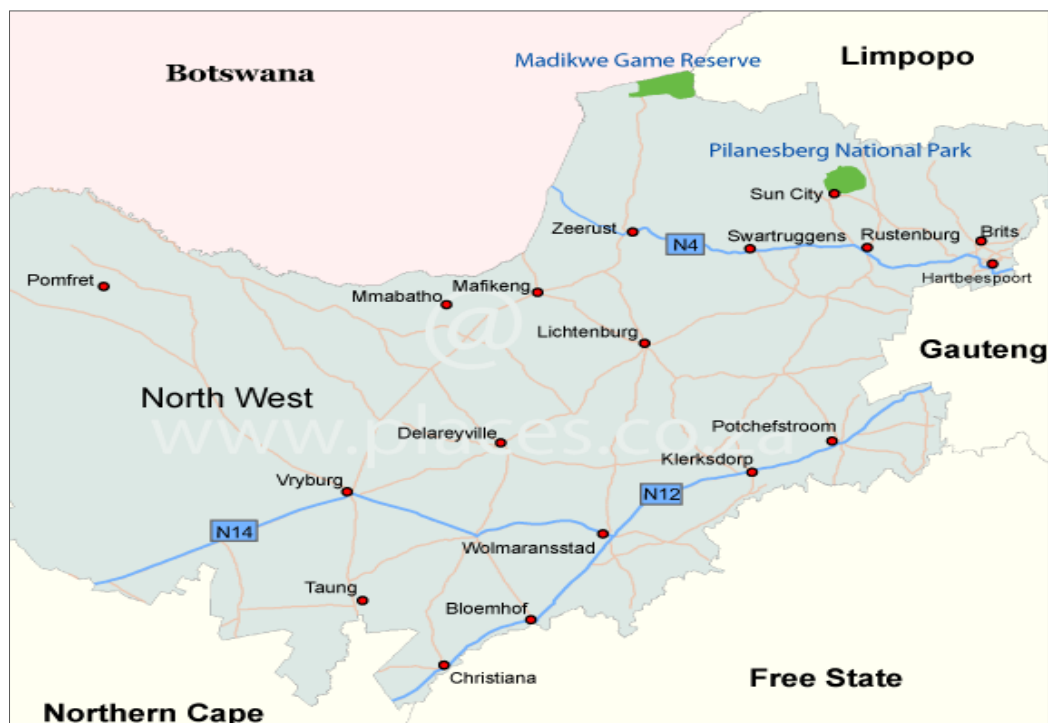 Madikwe Game Reserve
Limpopo
Botswana
Pilanesberg National Park
Sun City
Zeerust
N4
Swartruggens
Rustenburg
Brits
Hartbeespoort
Pomfret
Mmabatho
Mafikeng
@
Lichtenburg
Gauteng
North West
www.places.co.za
Delareyville
Potchefstroom
Klerksdorp
Vryburg
N12
N14
Wolmaransstad
Taung
Bloemhof
Christiana
Free State
Northern Cape